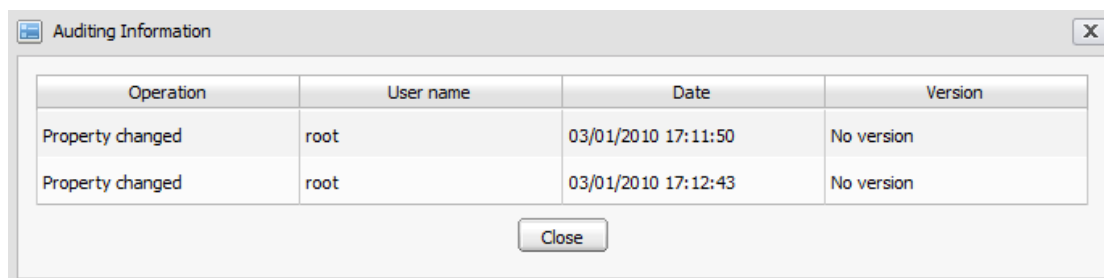 Auditing Information
X
Operation User name Date Version
Property changed root 03/01/2010 17:11:50 No version
Property changed root 03/01/2010 17:12:43 No version
Close